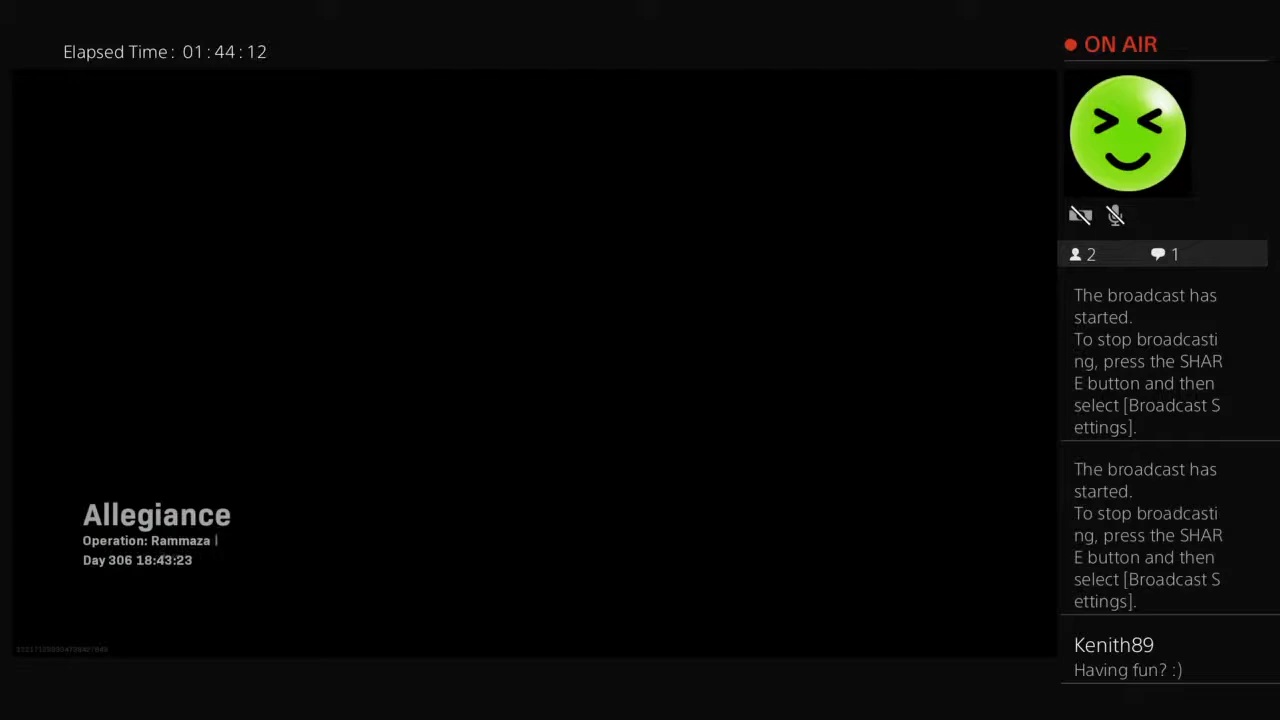 Elapsed Time: 01:44:12
ON AIR
2 1
The broadcast has
started.
To stop broadcasti
ng, press the SHAR
E button and then
select [Broadcast S
ettings].
The broadcast has
started.
To stop broadcasti
ng, press the SHAR
E button and then
select [Broadcast S
ettings].
Kenith89
Having fun? :)
Allegiance
Operation: Rammaza
Day 306 18:43:23